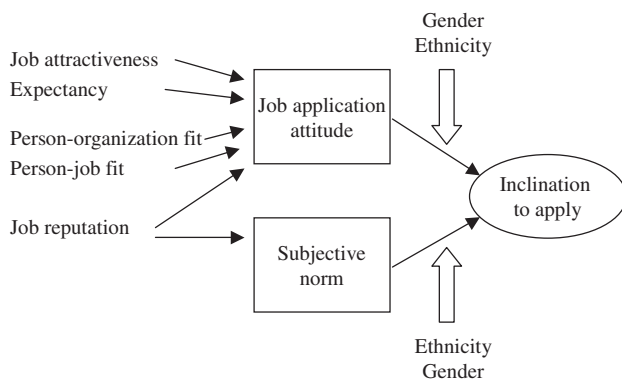 Gender
Ethnicity
Job attractiveness
Expectancy
Job application
attitude
Person-organization fit
Person-job fit
Inclination
to apply
Job reputation
Subjective
norm
Ethnicity
Gender